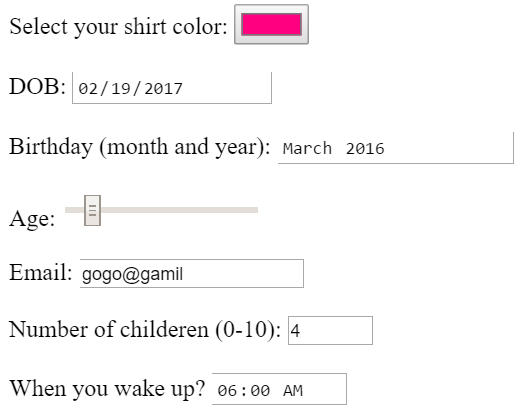 Select your shirt color:
DOB: 02/19/2017
Birthday (month and year): March 2016
Age:
Email: gogo@gamil
Number of childeren (0-10): 4
When you wake up? 06:00 AM